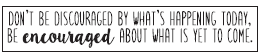 DON'T BE DISCOURAGED BY WHAT'S HAPPENING TODAY,
BE encouraged ABOUT WHAT IS YET TO COME.